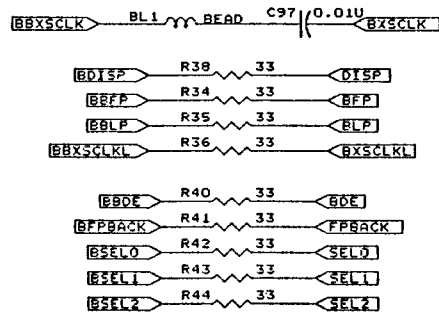 BBXSCLK BL1 BEAD C97 0.01U BXSCLK
BDISP R38 33 DISP
BBFP R34 33 BFP
BBLP R35 33 BLP
BBXSCLKL R36 33 BXSCLKL
BBDE R40 33 BDE
BFPBACK R41 33 FPBACK
BSEL0 R42 33 SEL0
BSEL1 R43 33 SEL1
BSEL2 R44 33 SEL2